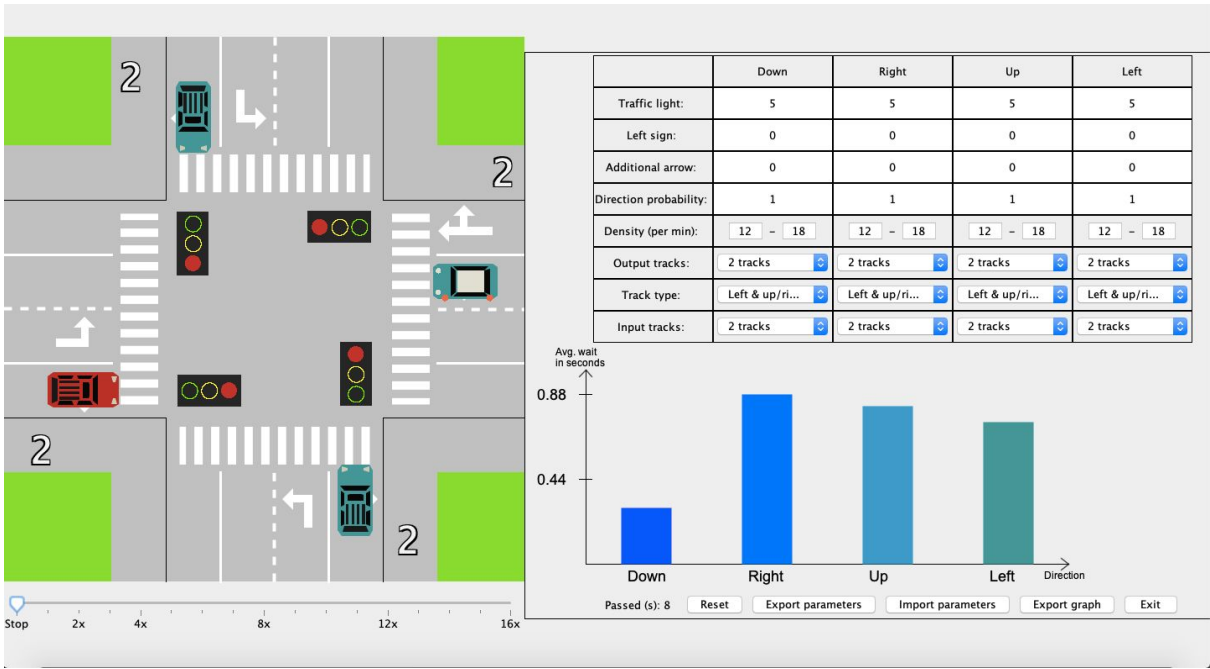 2
2
2
2
Down Right Up Left
Traffic light: 5 5 5 5
Left sign: 0 0 0 0
Additional arrow: 0 0 0 0
Direction probability: 1 1 1 1
Density (per min): 12 – 18 12 – 18 12 – 18 12 – 18
Output tracks: 2 tracks 2 tracks 2 tracks 2 tracks
Track type: Left & up/ri... Left & up/ri... Left & up/ri... Left & up/ri...
Input tracks: 2 tracks 2 tracks 2 tracks 2 tracks
Avg. wait
in seconds
0.88
0.44
Down Right Up Left Direction
Passed (s): 8 Reset Export parameters Import parameters Export graph Exit
Stop 2x 4x 8x 12x 16x